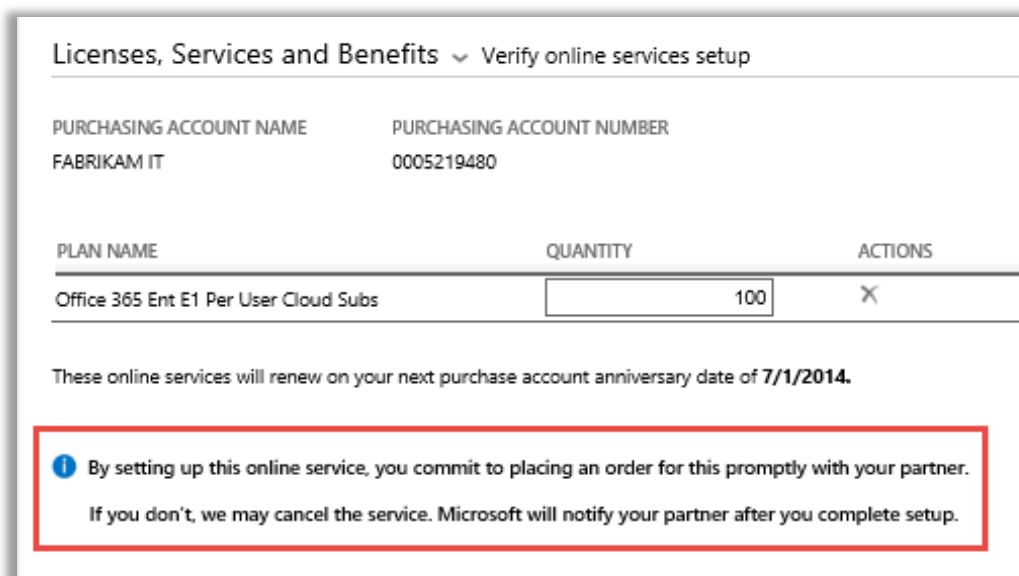 Licenses, Services and Benefits Verify online services setup
PURCHASING ACCOUNT NAME PURCHASING ACCOUNT NUMBER
FABRIKAM IT 0005219480
PLAN NAME QUANTITY ACTIONS
Office 365 Ent E1 Per User Cloud Subs 100
These online services will renew on your next purchase account anniversary date of 7/1/2014.
By setting up this online service, you commit to placing an order for this promptly with your partner.
If you don't, we may cancel the service. Microsoft will notify your partner after you complete setup.